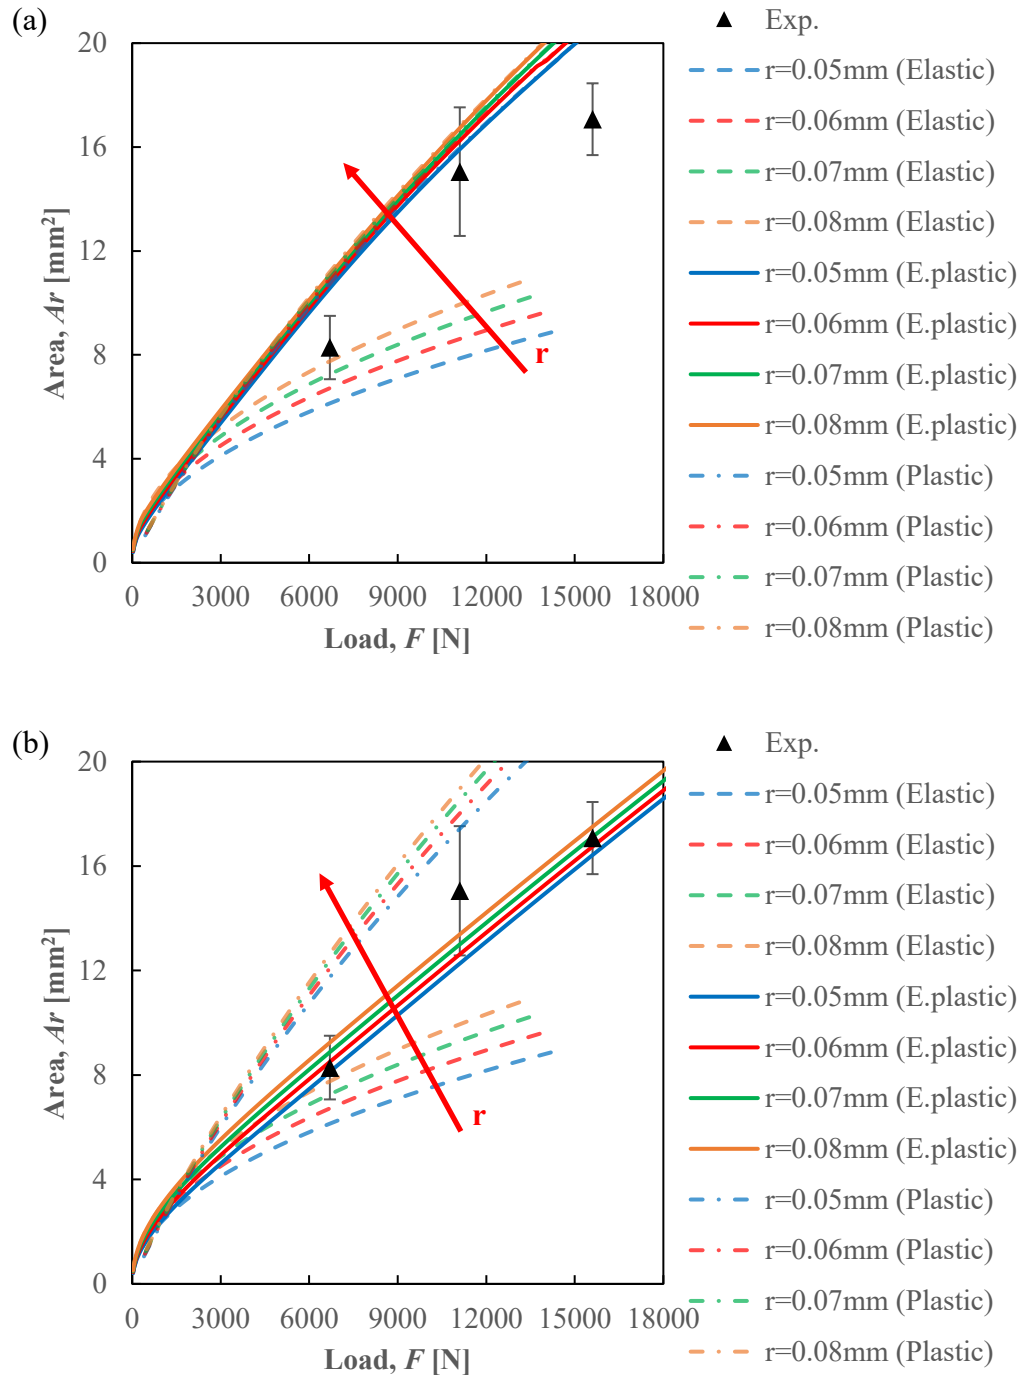 (a)
Exp.
20
r=0.05mm (Elastic)
r=0.06mm (Elastic)
16
r=0.07mm (Elastic)
r=0.08mm (Elastic)
12
r=0.05mm (E.plastic)
Area, Ar [mm²]
r=0.06mm (E.plastic)
8
r
r=0.07mm (E.plastic)
r=0.08mm (E.plastic)
4
r=0.05mm (Plastic)
r=0.06mm (Plastic)
0
r=0.07mm (Plastic)
0 3000 6000 9000 12000 15000 18000
r=0.08mm (Plastic)
Load, F [N]
(b)
Exp.
20
r=0.05mm (Elastic)
r=0.06mm (Elastic)
16
r=0.07mm (Elastic)
r=0.08mm (Elastic)
12
r=0.05mm (E.plastic)
Area, Ar [mm²]
r=0.06mm (E.plastic)
8
r=0.07mm (E.plastic)
r
r=0.08mm (E.plastic)
4
r=0.05mm (Plastic)
r=0.06mm (Plastic)
0
r=0.07mm (Plastic)
0 3000 6000 9000 12000 15000 18000
r=0.08mm (Plastic)
Load, F [N]